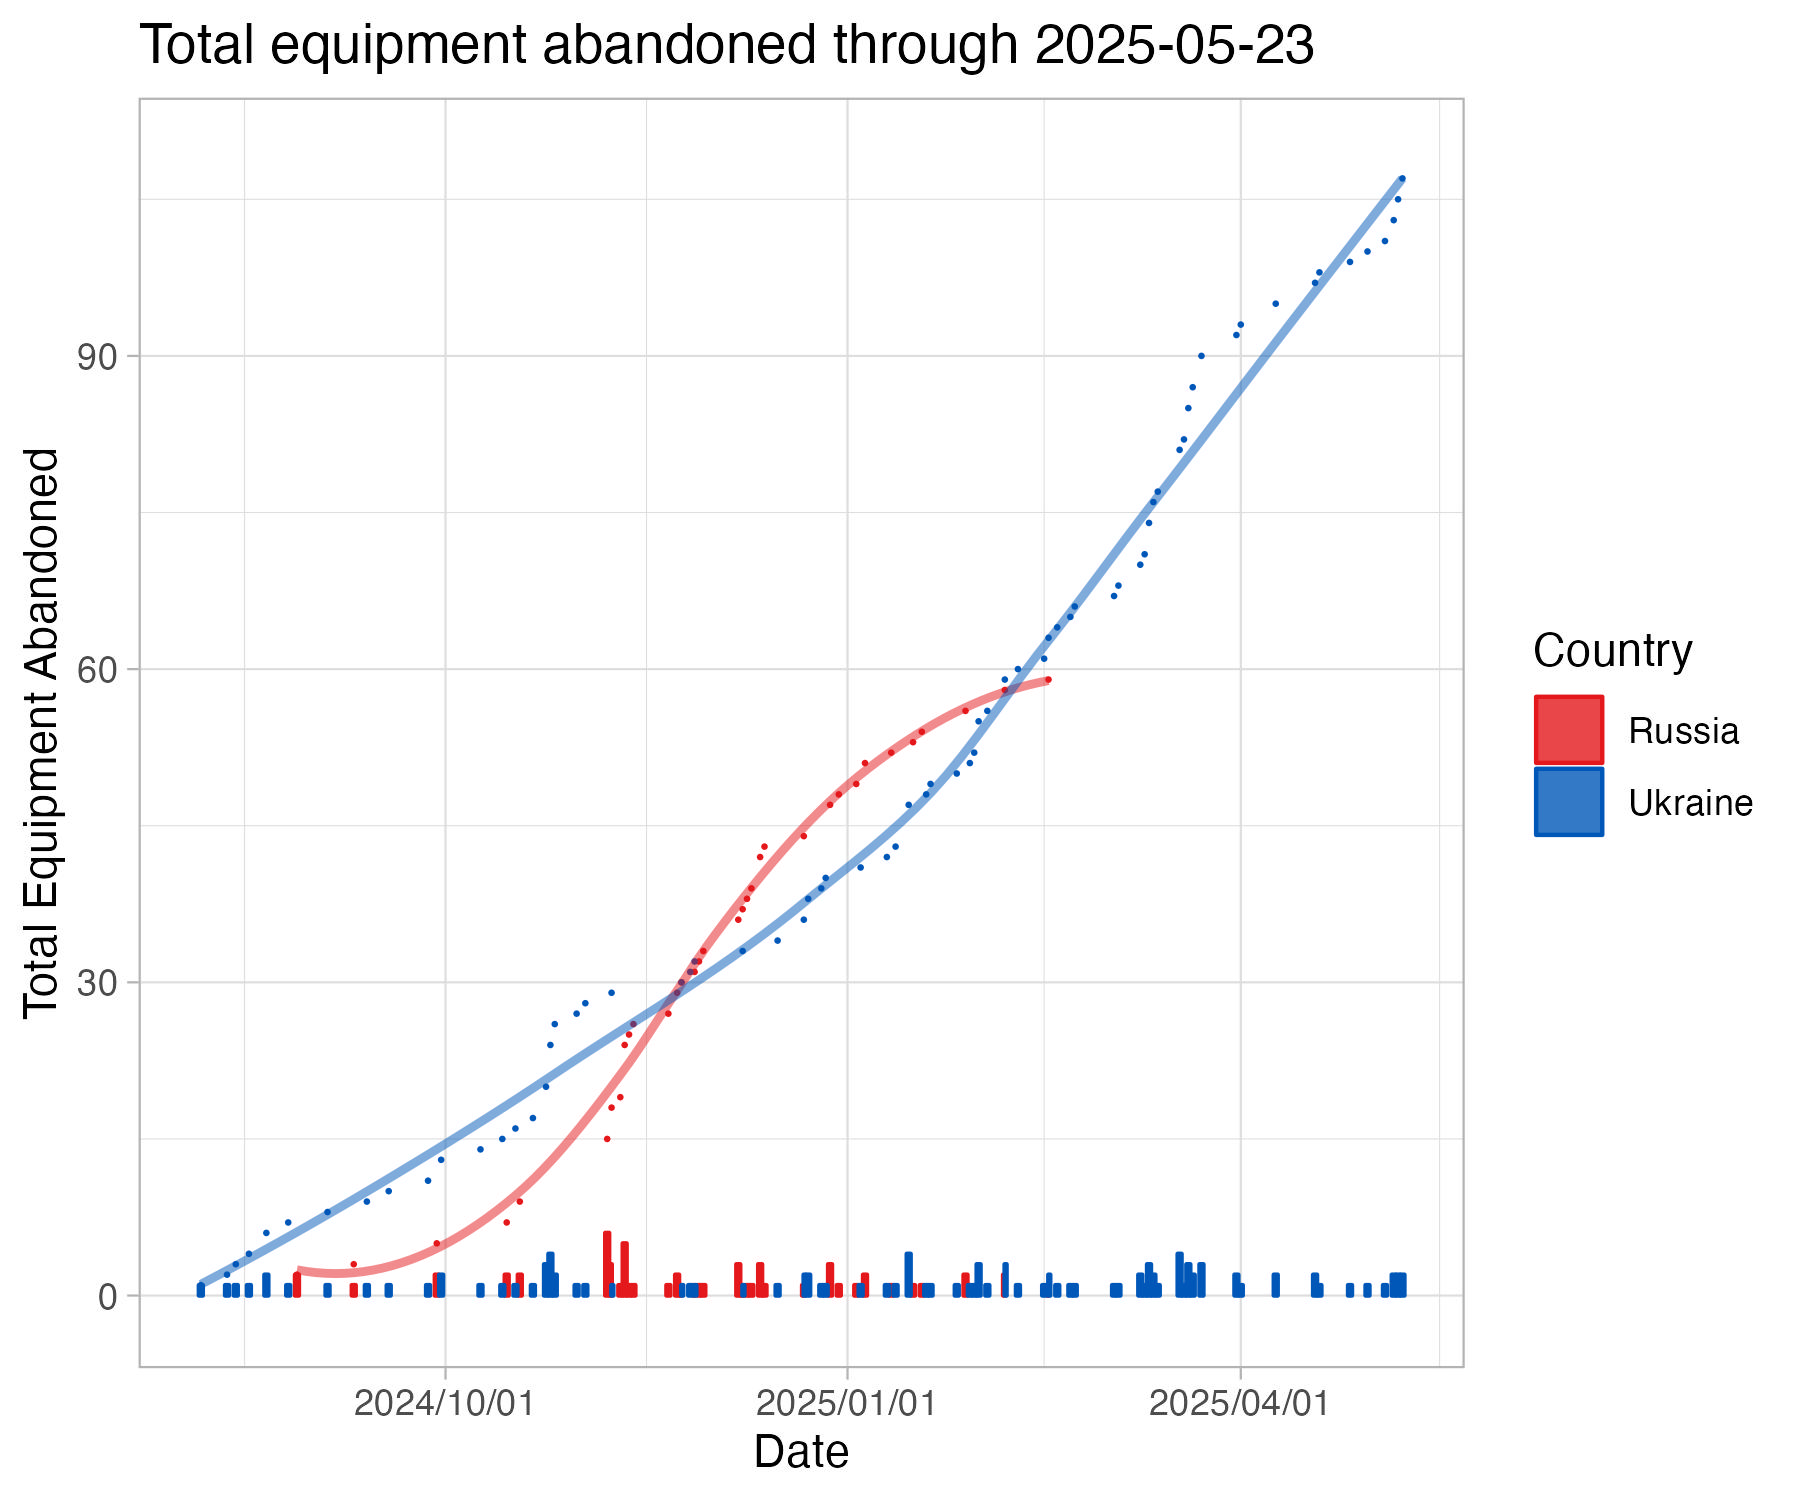 Total equipment abandoned through 2025-05-23
Total Equipment Abandoned
90
60
30
0
2024/10/01
2025/01/01
2025/04/01
Date
Country
Russia
Ukraine